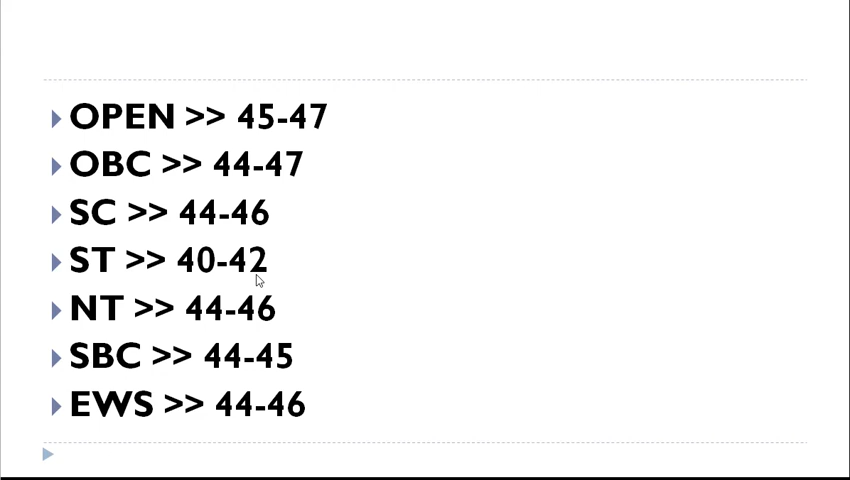 OPEN >> 45-47
OBC >> 44-47
SC >> 44-46
ST >> 40-42
NT >> 44-46
SBC >> 44-45
EWS >> 44-46